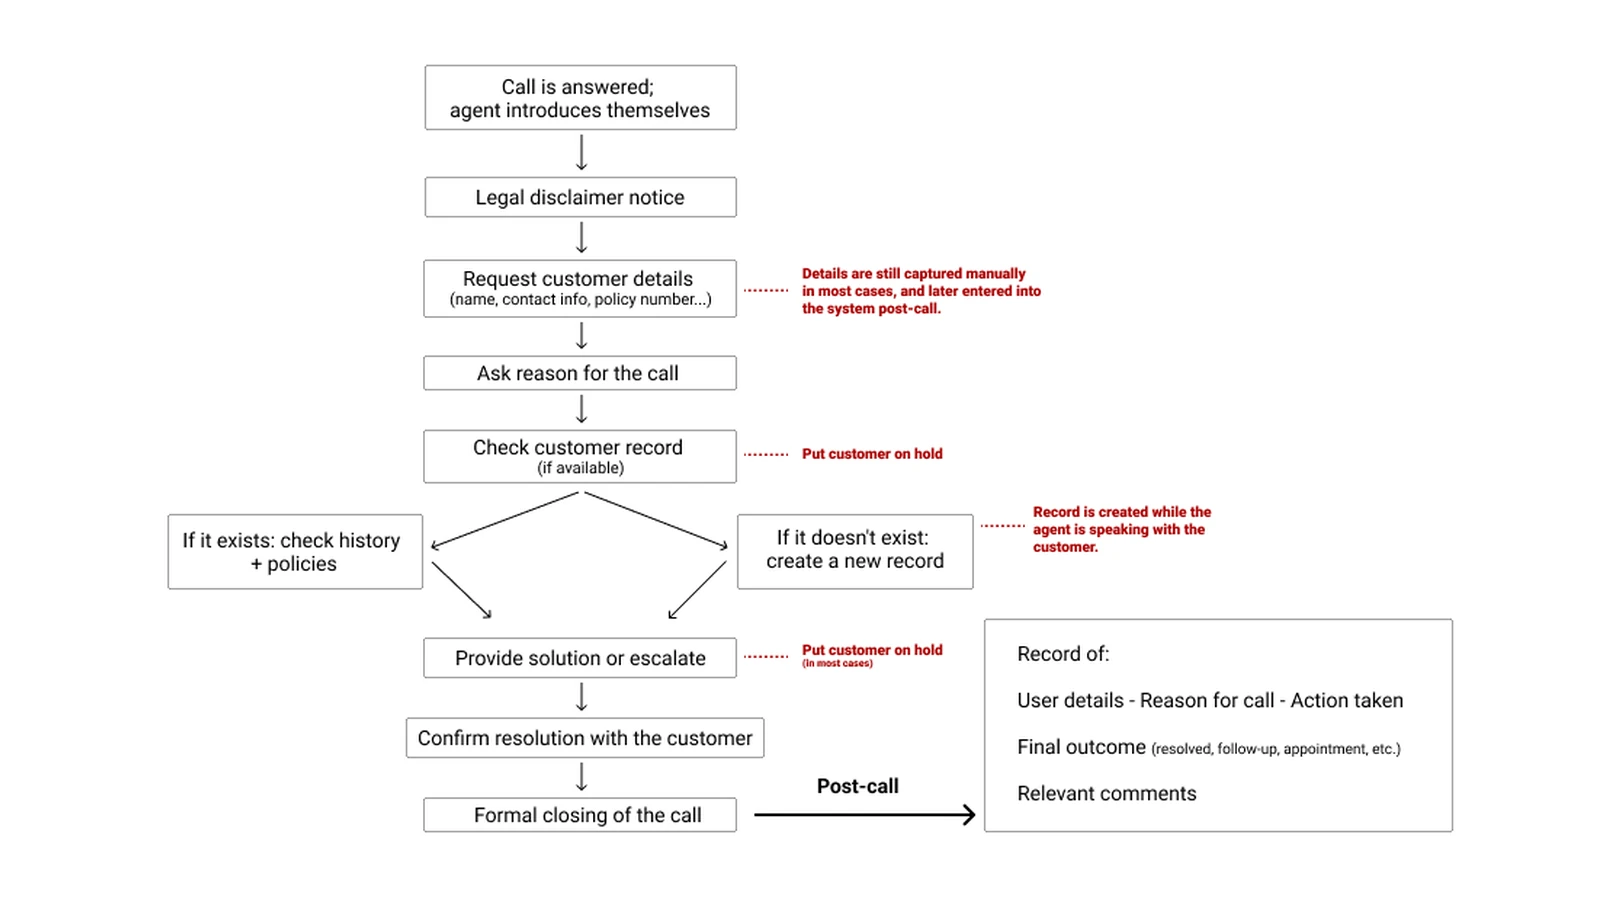 Call is answered;
agent introduces themselves
Legal disclaimer notice
Request customer details
(name, contact info, policy number...)
Details are still captured manually
in most cases, and later entered into
the system post-call.
Ask reason for the call
Check customer record
(if available)
Put customer on hold
If it exists: check history
+ policies
If it doesn't exist:
create a new record
Record is created while the
agent is speaking with the
customer.
Provide solution or escalate
Put customer on hold
(in most cases)
Confirm resolution with the customer
Formal closing of the call
Post-call
Record of:
User details - Reason for call - Action taken
Final outcome (resolved, follow-up, appointment, etc.)
Relevant comments